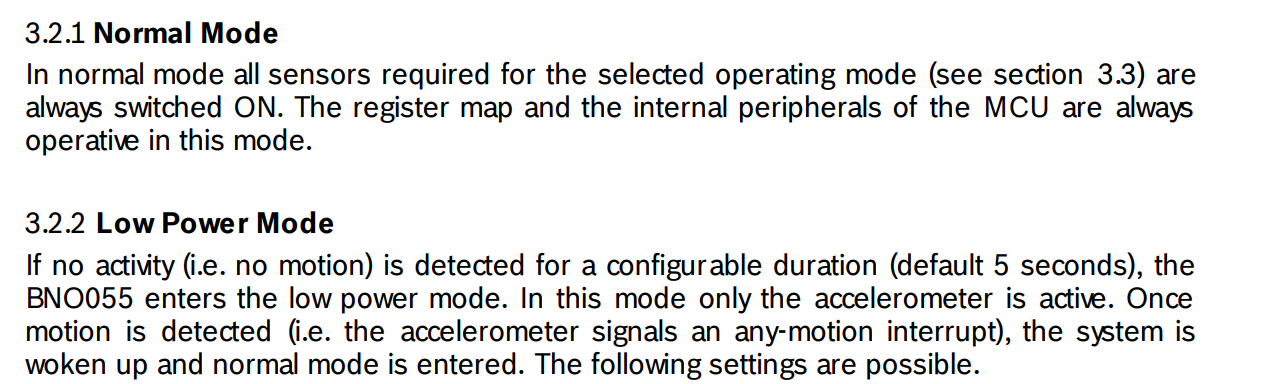 3.2.1 Normal Mode
In normal mode all sensors required for the selected operating mode (see section 3.3) are
always switched ON. The register map and the internal peripherals of the MCU are always
operative in this mode.
3.2.2 Low Power Mode
If no activity (i.e. no motion) is detected for a configurable duration (default 5 seconds), the
BNO055 enters the low power mode. In this mode only the accelerometer is active. Once
motion is detected (i.e. the accelerometer signals an any-motion interrupt), the system is
woken up and normal mode is entered. The following settings are possible.